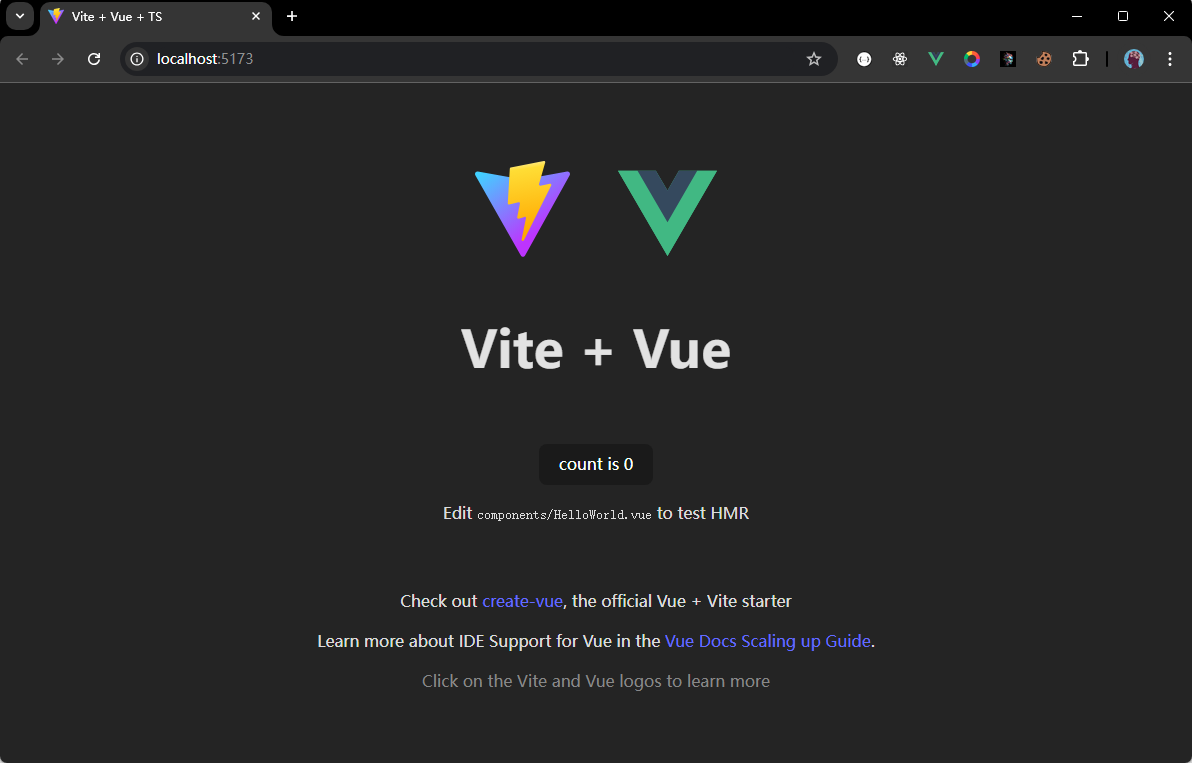 Vite + Vue + TS
localhost:5173
Vite + Vue
count is 0
Edit components/HelloWorld.vue to test HMR
Check out create-vue, the official Vue + Vite starter
Learn more about IDE Support for Vue in the Vue Docs Scaling up Guide.
Click on the Vite and Vue logos to learn more